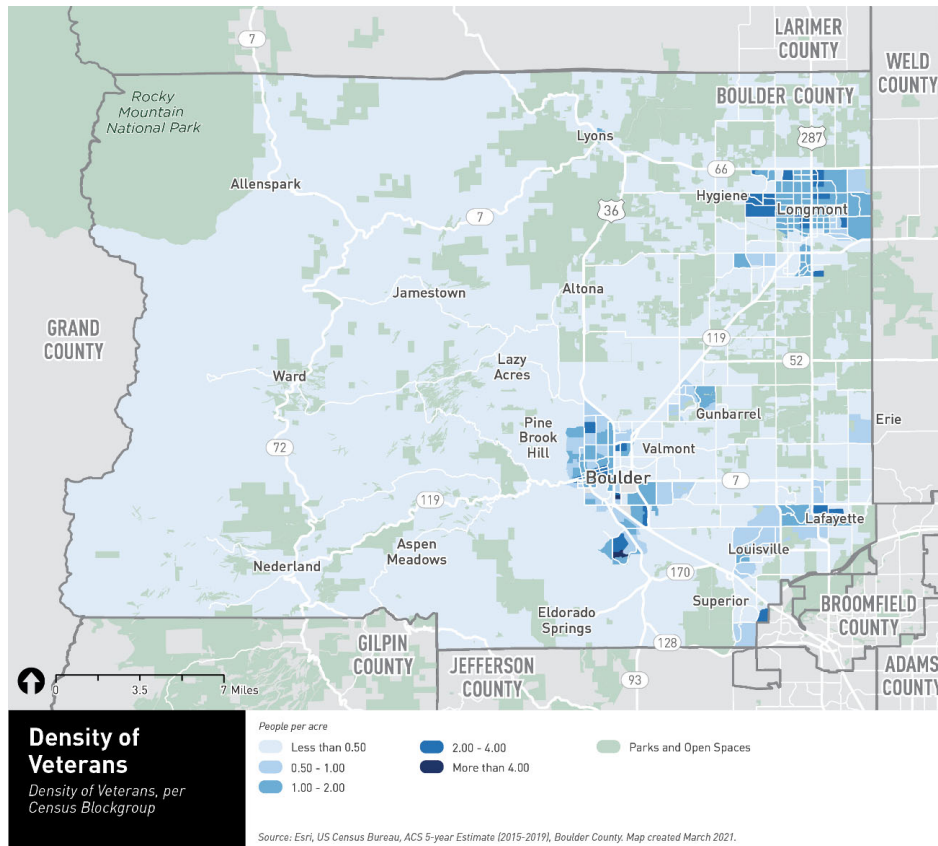 7
LARIMER
COUNTY
WELD
COUNTY
Rocky
Mountain
National Park
BOULDER COUNTY
287
Lyons
66
Allenspark
Hygiene
Longmont
7
36
Jamestown
Altona
GRAND
COUNTY
119
52
Lazy
Acres
Ward
Gunbarrel
Erie
Pine
Brook
Hill
Valmont
72
Boulder
7
119
Lafayette
Aspen
Meadows
Louisville
Nederland
170
Superior
BROOMFIELD
COUNTY
Eldorado
Springs
GILPIN
COUNTY
128
JEFFERSON
COUNTY
ADAMS
COUNTY
93
0 3.5 7 Miles
Density of
Veterans
Density of Veterans, per
Census Blockgroup
People per acre
Less than 0.50
0.50 - 1.00
1.00 - 2.00
2.00 - 4.00
More than 4.00
Parks and Open Spaces
Source: Esri, US Census Bureau, ACS 5-year Estimate (2015-2019), Boulder County. Map created March 2021.